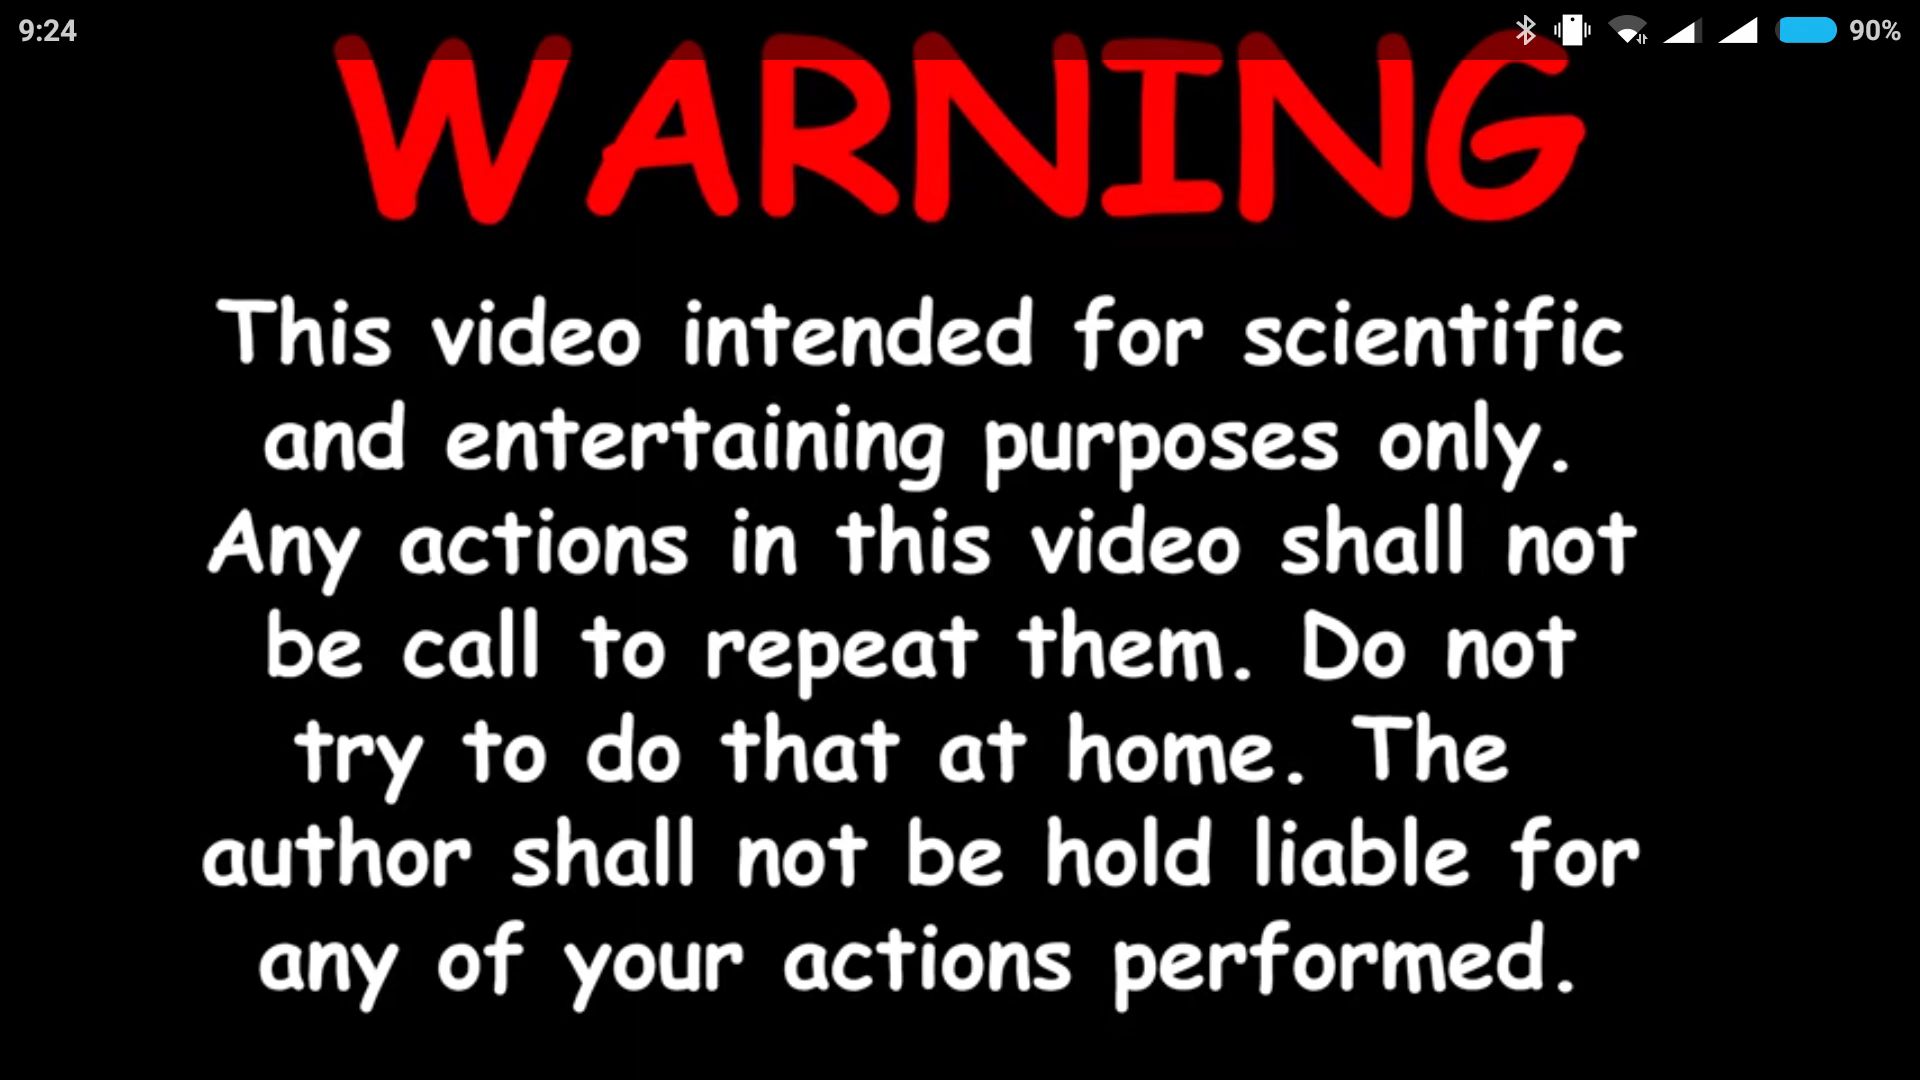 9:24
90%
WARNING
This video intended for scientific
and entertaining purposes only.
Any actions in this video shall not
be call to repeat them. Do not
try to do that at home. The
author shall not be hold liable for
any of your actions performed.